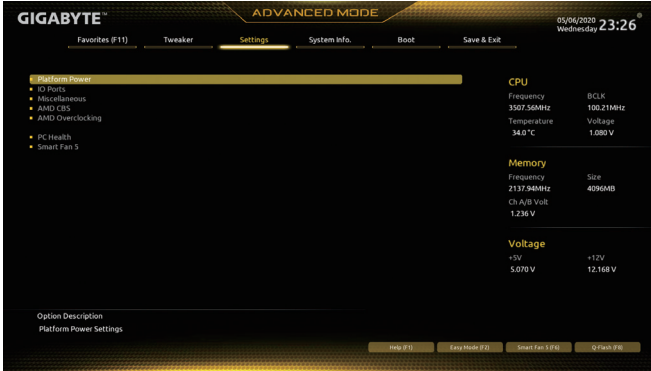 GIGABYTE™
ADVANCED MODE
05/06/2020
Wednesday 23:26
Favorites (F11) Tweaker Settings System Info. Boot Save & Exit
Platform Power
IO Ports
Miscellaneous
AMD CBS
AMD Overclocking
PC Health
Smart Fan 5
CPU
Frequency BCLK
3507.56MHz 100.21MHz
Temperature Voltage
34.0 °C 1.080 V
Memory
Frequency Size
2137.94MHz 4096MB
Ch A/B Volt
1.236 V
Voltage
+5V +12V
5.070 V 12.168 V
Option Description
Platform Power Settings
Help (F1) Easy Mode (F2) Smart Fan 5 (F6) Q-Flash (F8)